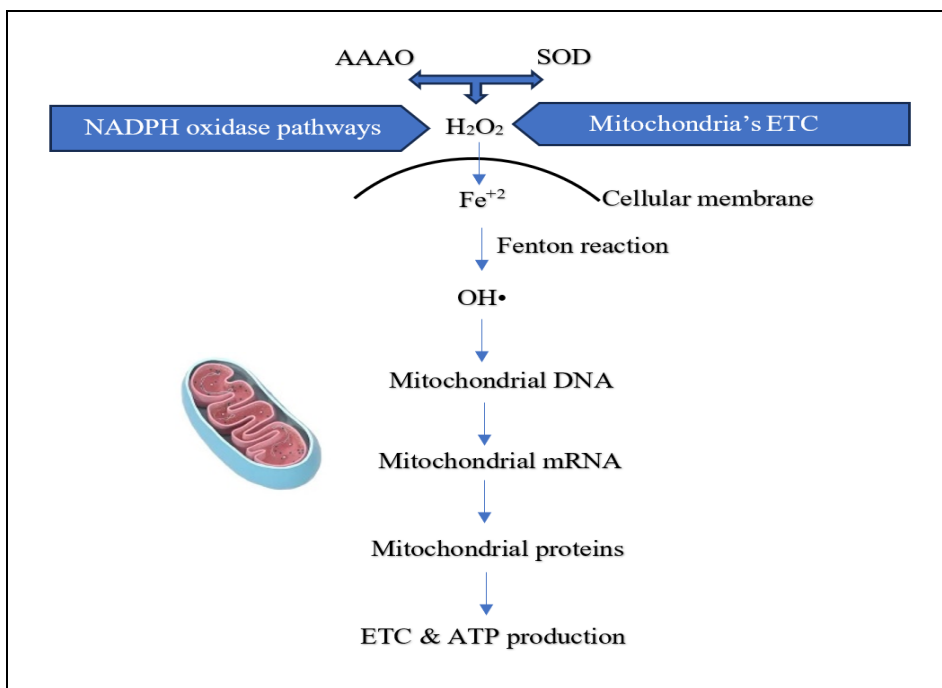 AAAO SOD
NADPH oxidase pathways H₂O₂ Mitochondria’s ETC
Fe⁺² Cellular membrane
Fenton reaction
OH•
Mitochondrial DNA
Mitochondrial mRNA
Mitochondrial proteins
ETC & ATP production